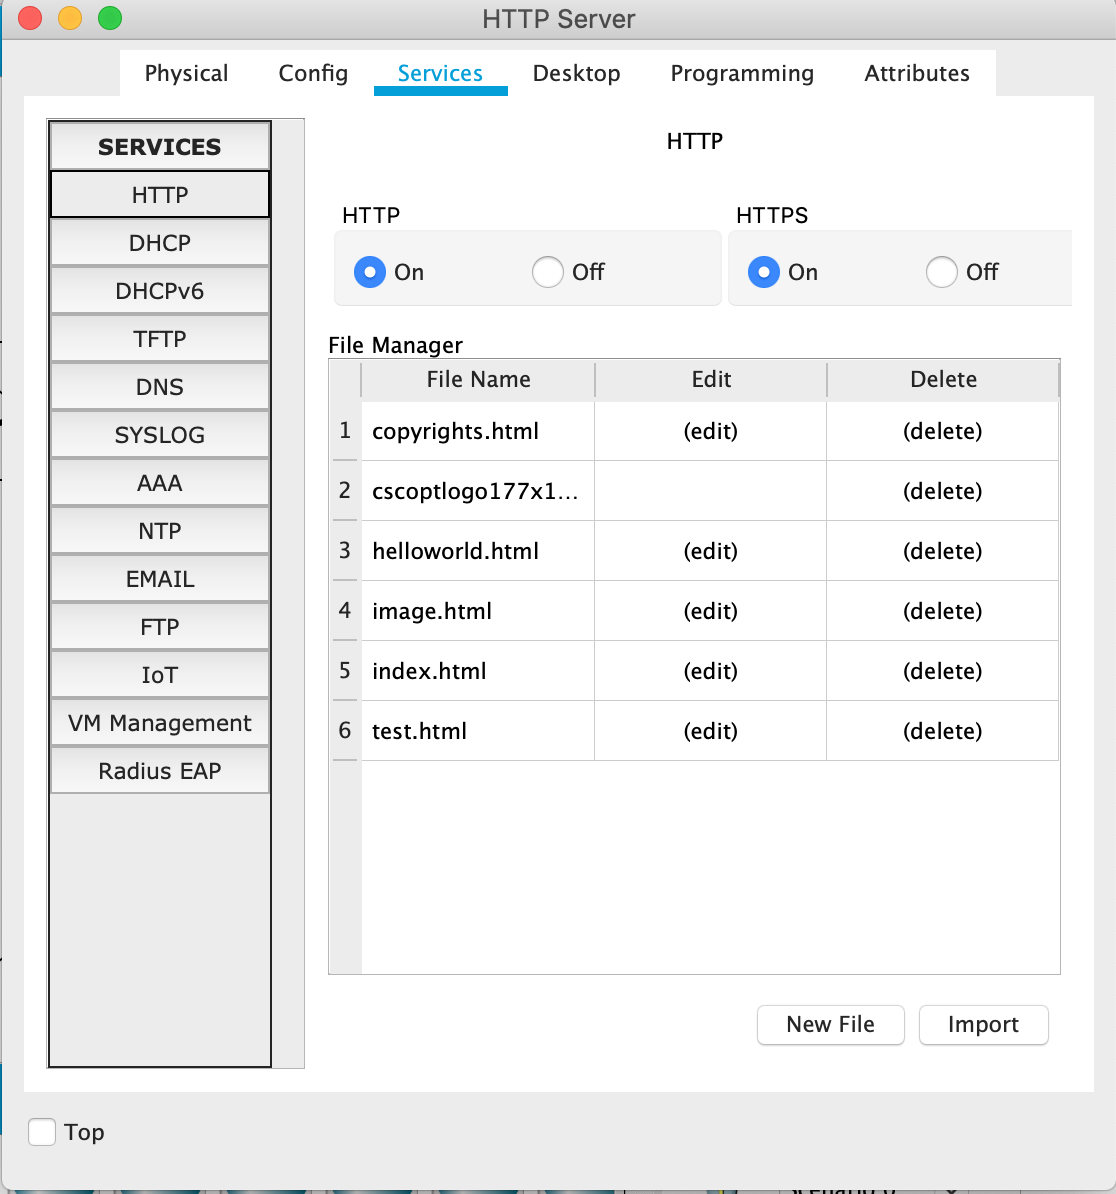 HTTP Server
Physical Config Services Desktop Programming Attributes
SERVICES
HTTP
DHCP
DHCPv6
TFTP
DNS
SYSLOG
AAA
NTP
EMAIL
FTP
IoT
VM Management
Radius EAP
HTTP
HTTP HTTPS
On Off On Off
File Manager
File Name Edit Delete
1 copyrights.html (edit) (delete)
2 cscoptlogo177x1... (delete)
3 helloworld.html (edit) (delete)
4 image.html (edit) (delete)
5 index.html (edit) (delete)
6 test.html (edit) (delete)
New File Import
Top